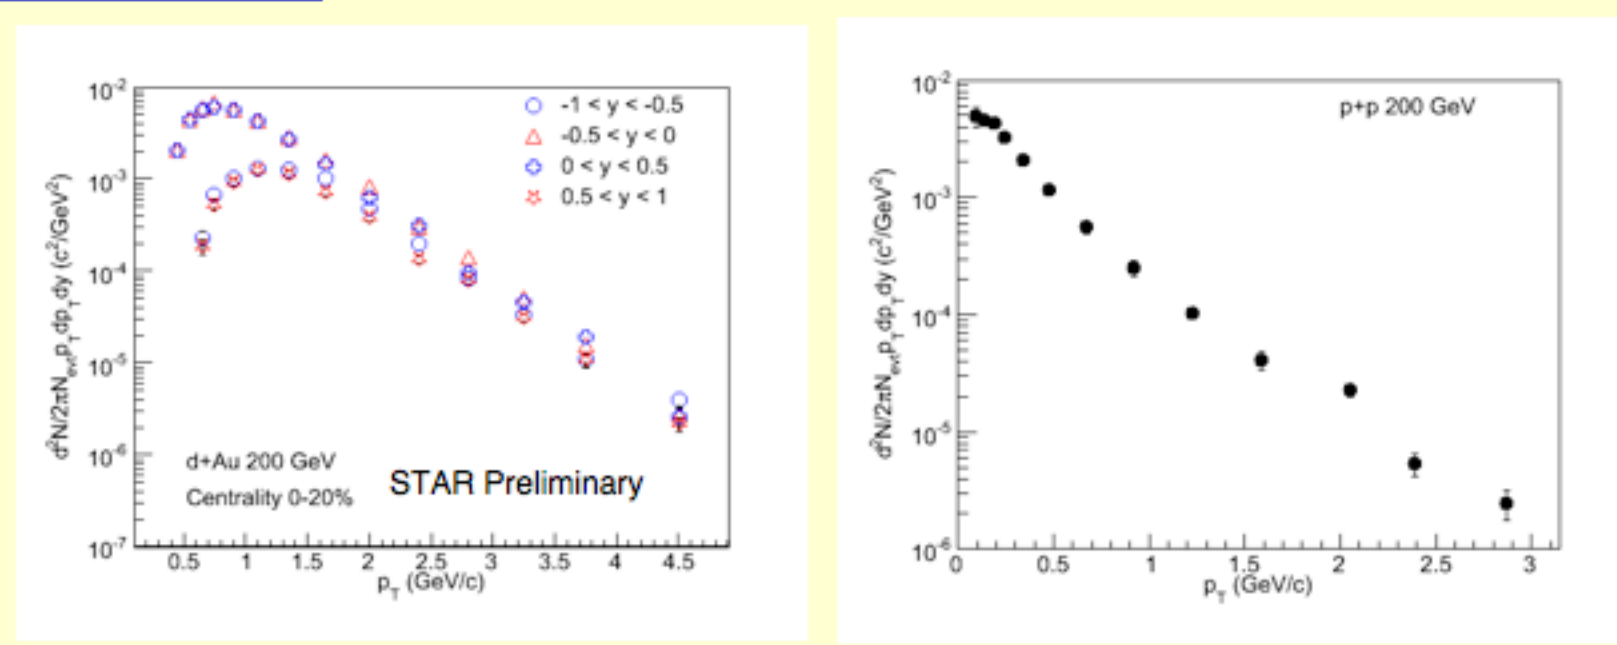 10⁻²
10⁻³
10⁻⁴
10⁻⁵
10⁻⁶
10⁻⁷
d²N/2πN_evt p_T dp_T dy (c²/GeV²)
-1 < y < -0.5
-0.5 < y < 0
0 < y < 0.5
0.5 < y < 1
d+Au 200 GeV
Centrality 0-20%
STAR Preliminary
0.5 1 1.5 2.0 2.5 3 3.5 4 4.5
p_T (GeV/c)
10⁻²
10⁻³
10⁻⁴
10⁻⁵
10⁻⁶
d²N/2πN_evt p_T dp_T dy (c²/GeV²)
p+p 200 GeV
0 0.5 1 1.5 2 2.5 3
p_T (GeV/c)